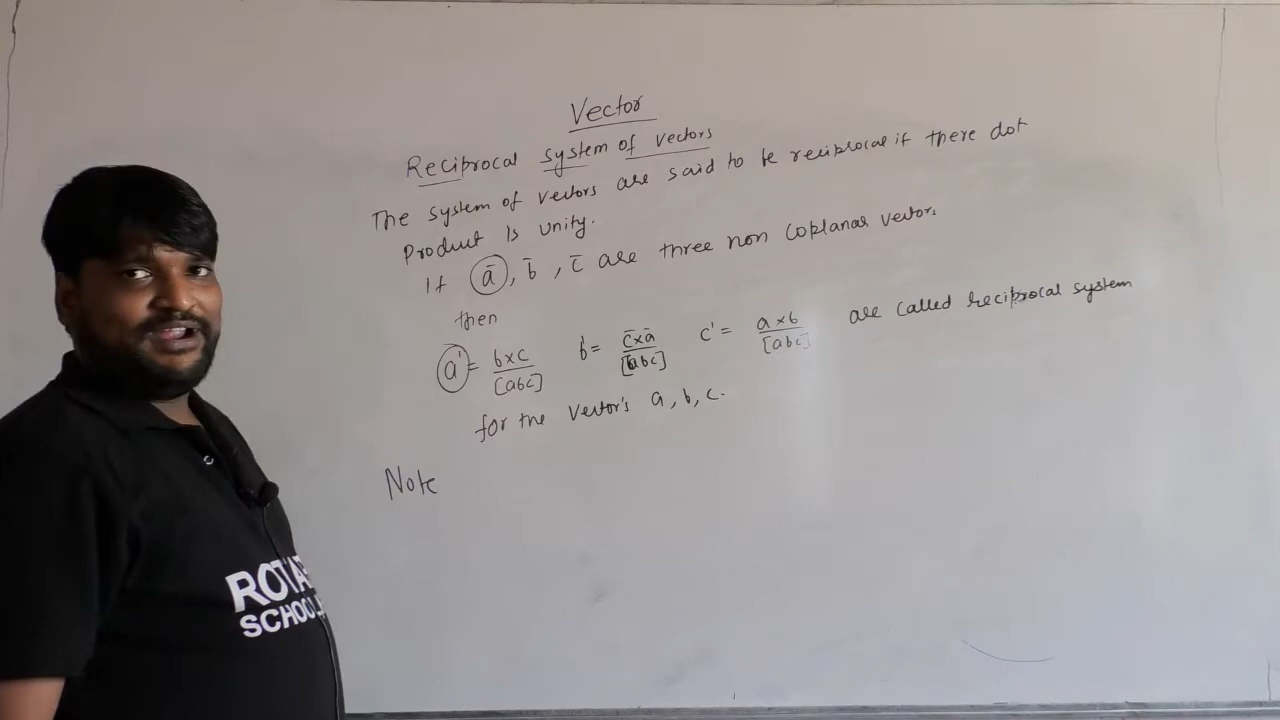 Vector
Reciprocal system of vectors
The system of vectors are said to be reciprocal if there dot
Product is unity.
If ā, b̄, c̄ are three non coplanar vectors
then
a' = b×c/[abc] b' = c̄×ā/[abc] c' = a×b/[abc] are called reciprocal system
for the vector's a, b, c.
Note
SCHOOL